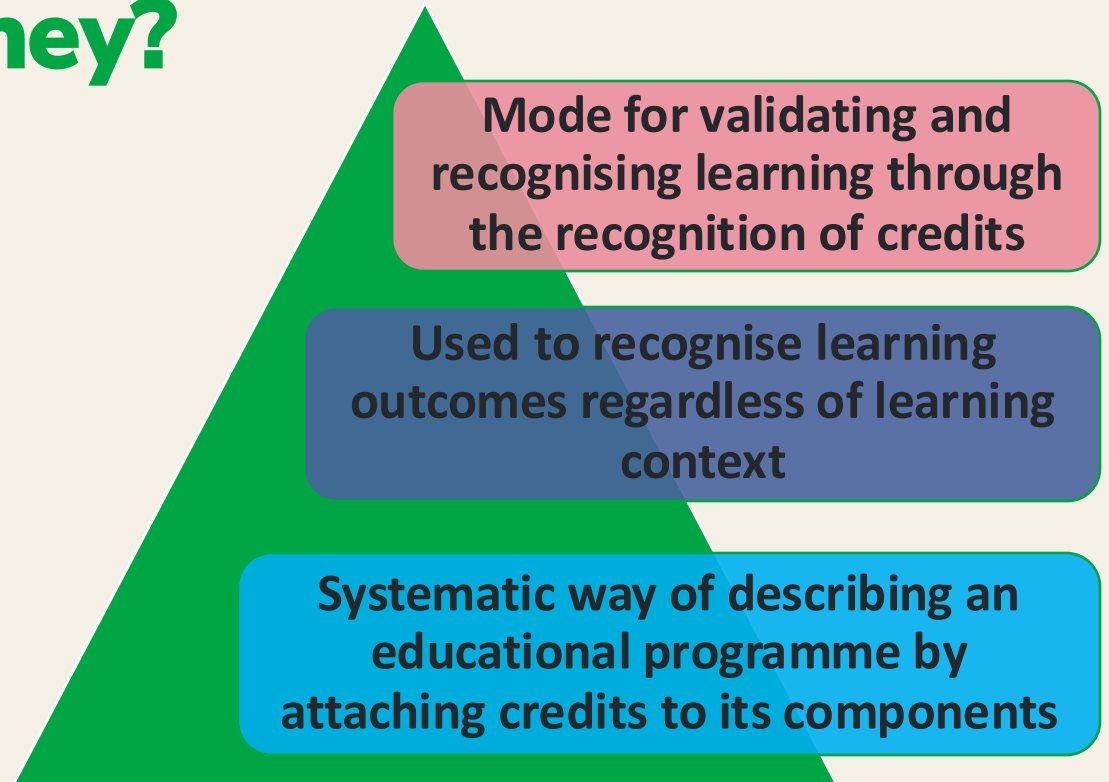 ney?
Mode for validating and
recognising learning through
the recognition of credits
Used to recognise learning
outcomes regardless of learning
context
Systematic way of describing an
educational programme by
attaching credits to its components